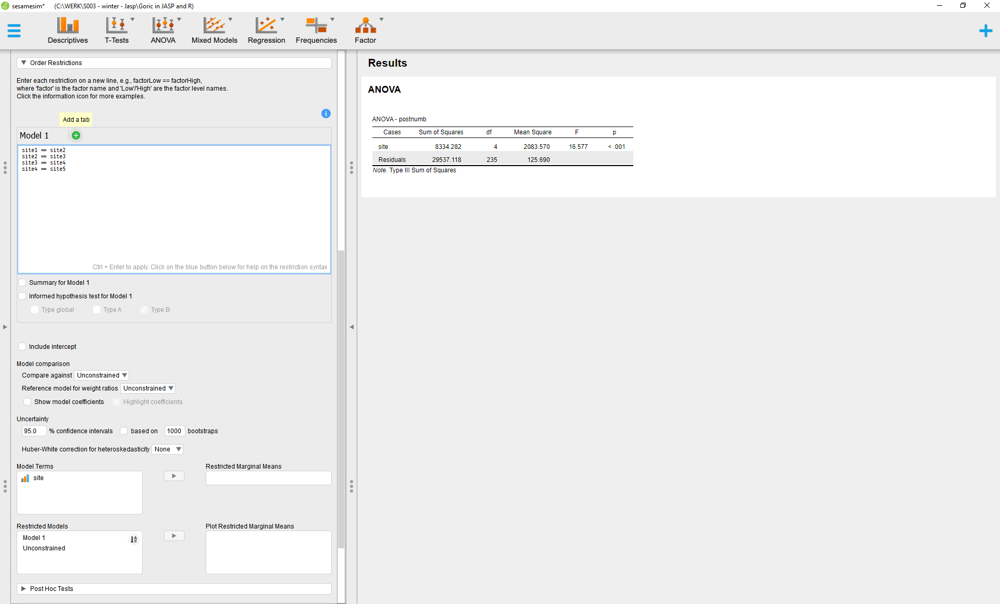 sesamesim* (C:\WERK\S003 - winter - Jasp\Goric in JASP and R)
Descriptives T-Tests ANOVA Mixed Models Regression Frequencies Factor
Order Restrictions
Enter each restriction on a new line, e.g., factorLow == factorHigh,
where 'factor' is the factor name and 'Low'/'High' are the factor level names.
Click the information icon for more examples.
i
Add a tab
Model 1
site1 == site2
site2 == site3
site3 == site4
site4 == site5
Ctrl + Enter to apply. Click on the blue button below for help on the restriction syntax
Summary for Model 1
Informed hypothesis test for Model 1
Type global Type A Type B
Include intercept
Model comparison
Compare against Unconstrained
Reference model for weight ratios Unconstrained
Show model coefficients Highlight coefficients
Uncertainty
95.0 % confidence intervals based on 1000 bootstraps
Huber-White correction for heteroskedasticity None
Model Terms Restricted Marginal Means
site
Restricted Models Plot Restricted Marginal Means
Model 1
Unconstrained
Post Hoc Tests
Results
ANOVA
ANOVA - postnumb
Cases Sum of Squares df Mean Square F p
site 8334.282 4 2083.570 16.577 < .001
Residuals 29537.118 235 125.690
Note. Type III Sum of Squares